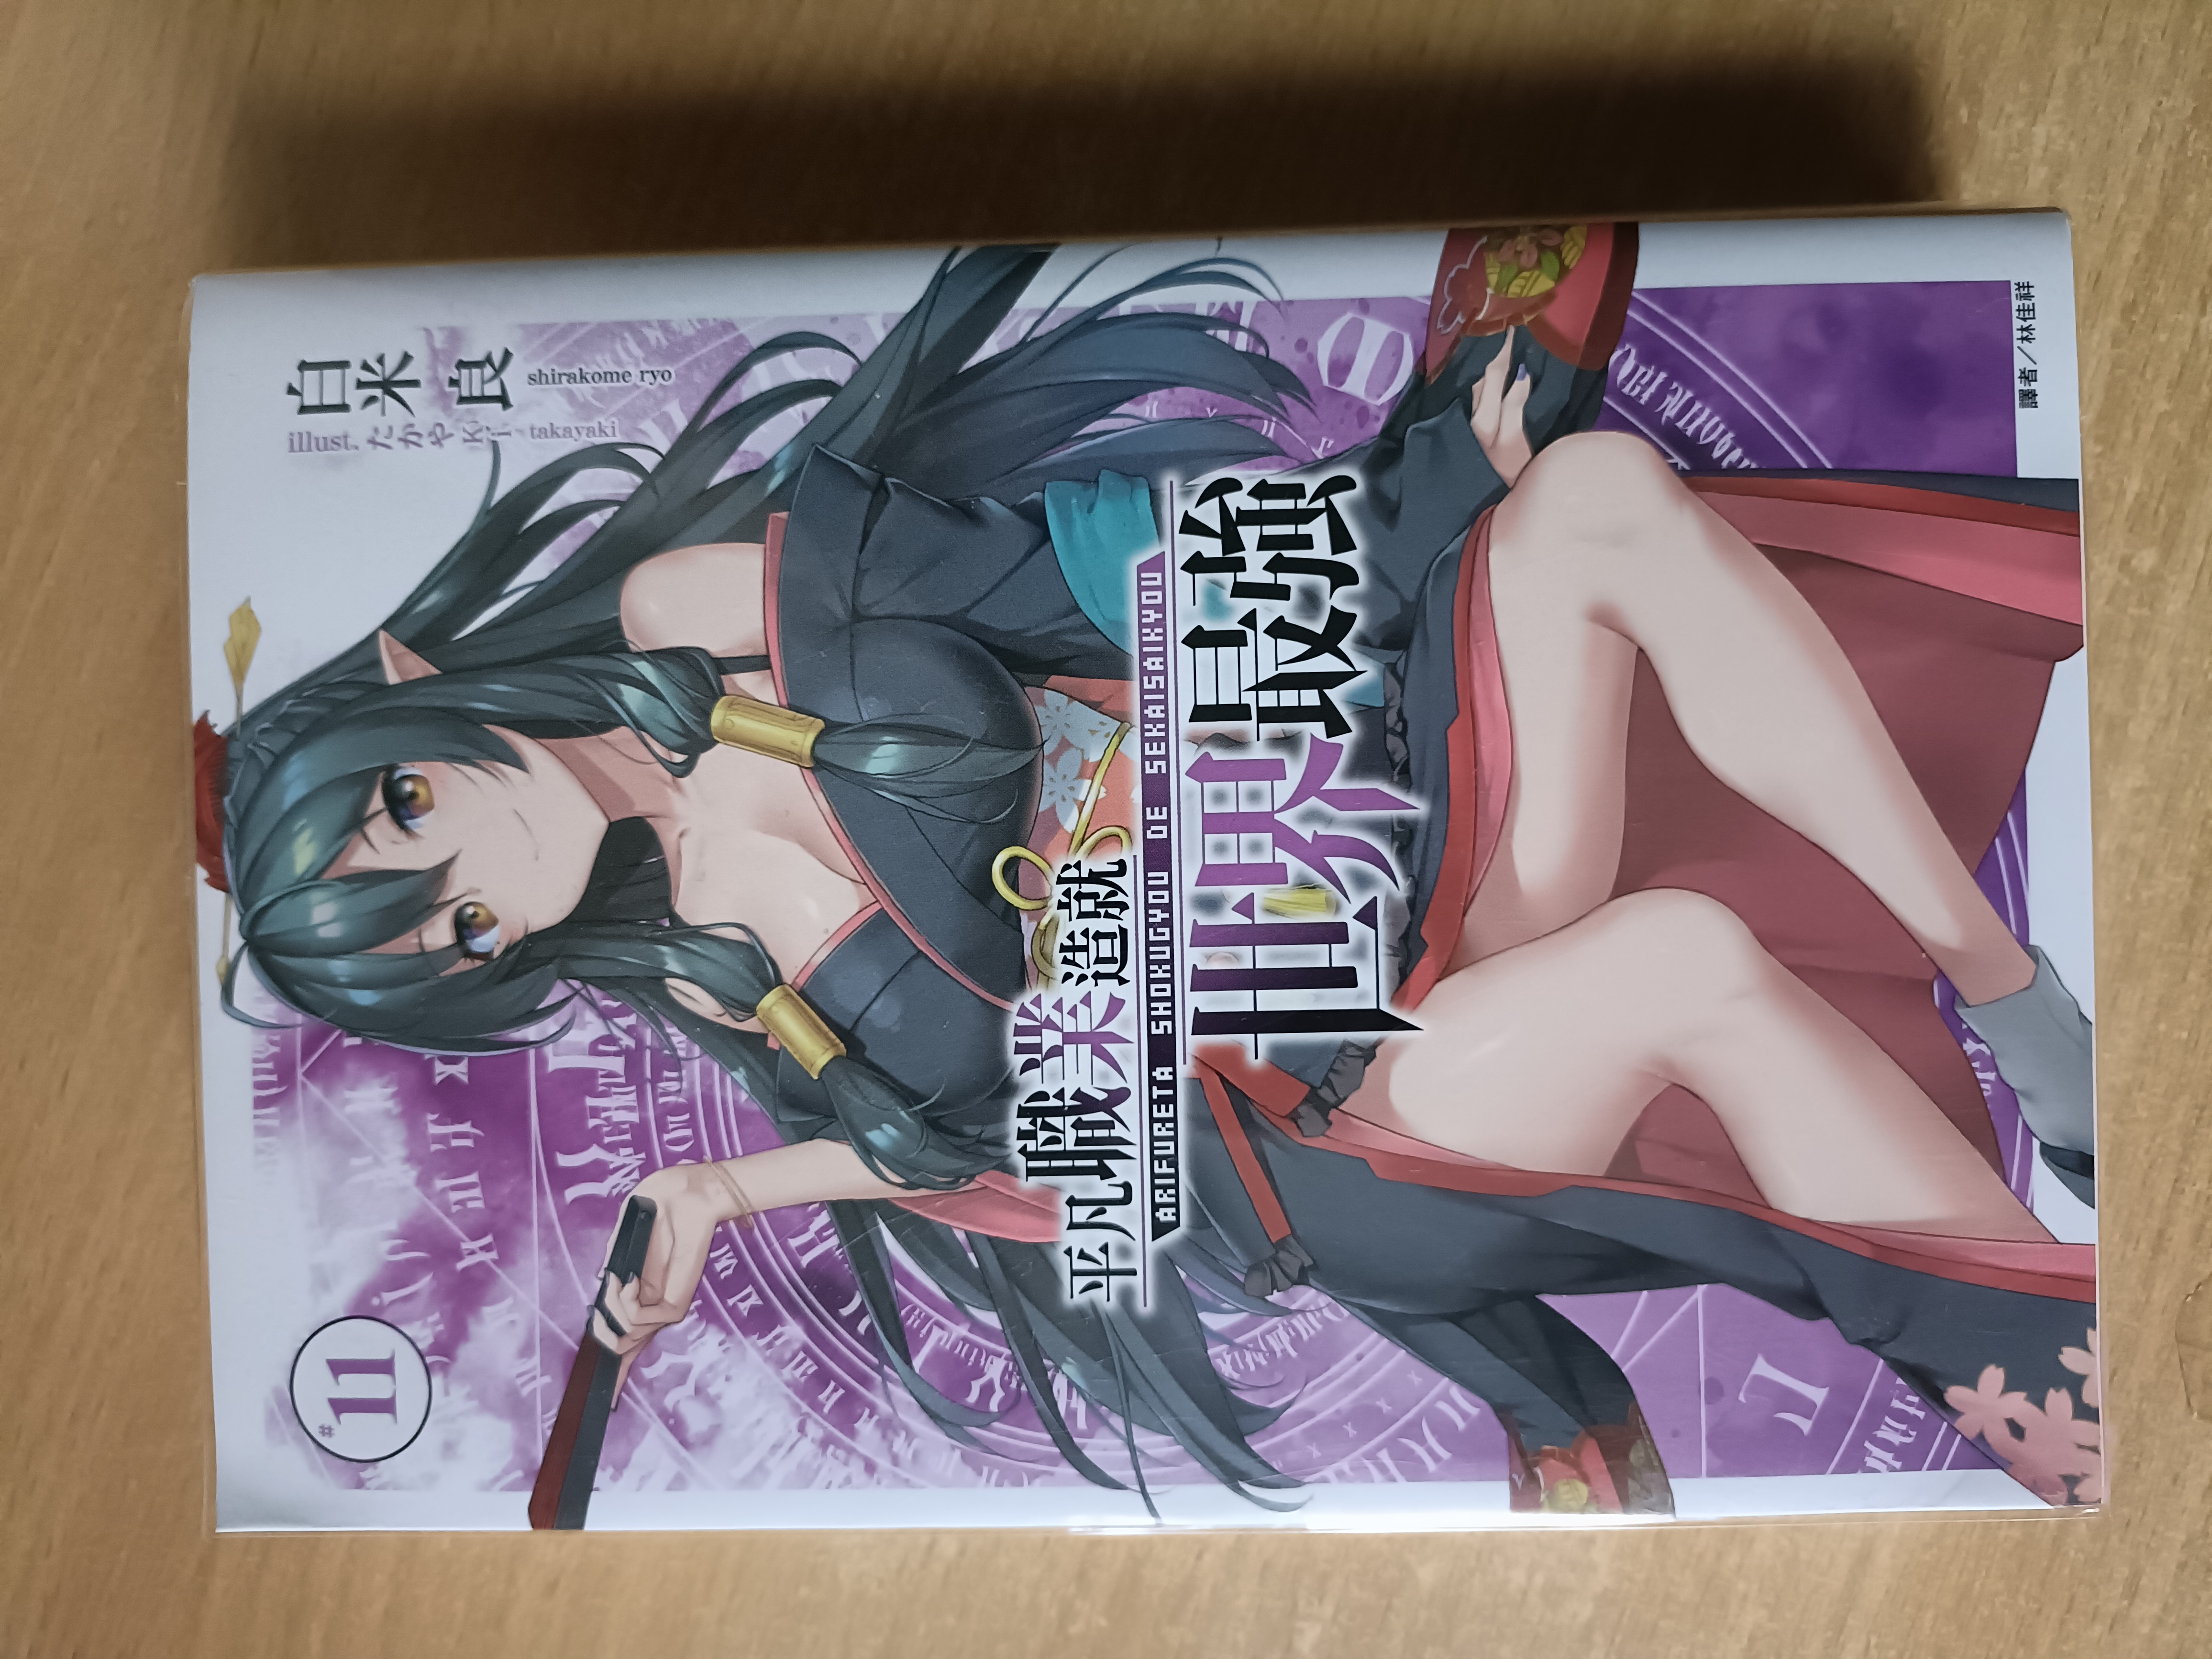 #11
白米 良
shirakome ryo
illust. たかやKi takayaki
平凡職業造就
ARIFURETA SHOKUGYOU DE SEKAISAIKYOU
世界最強
譯者／林佳祥